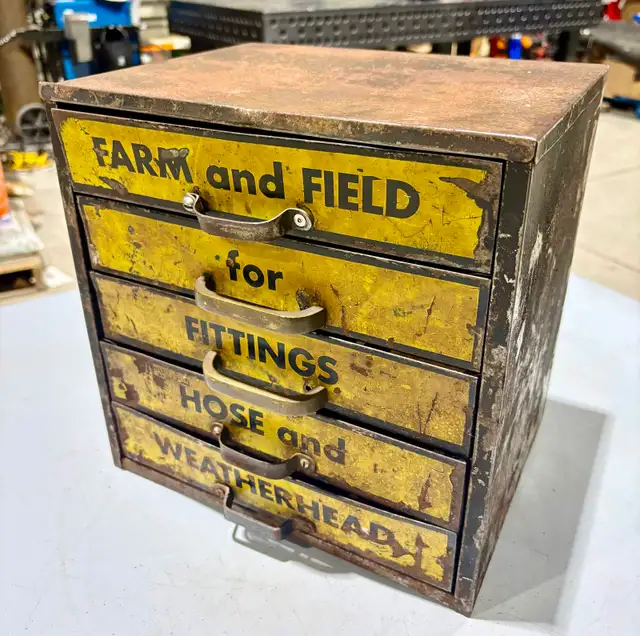 FARM and FIELD
for
FITTINGS
HOSE and
WEATHERHEAD